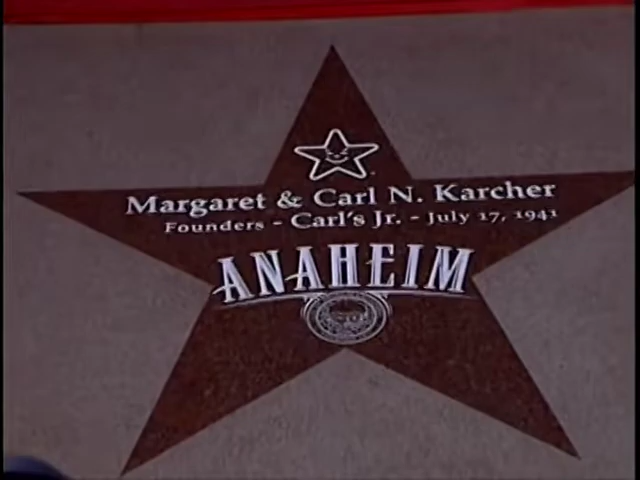 Margaret & Carl N. Karcher
Founders - Carl's Jr. - July 17, 1941
ANAHEIM